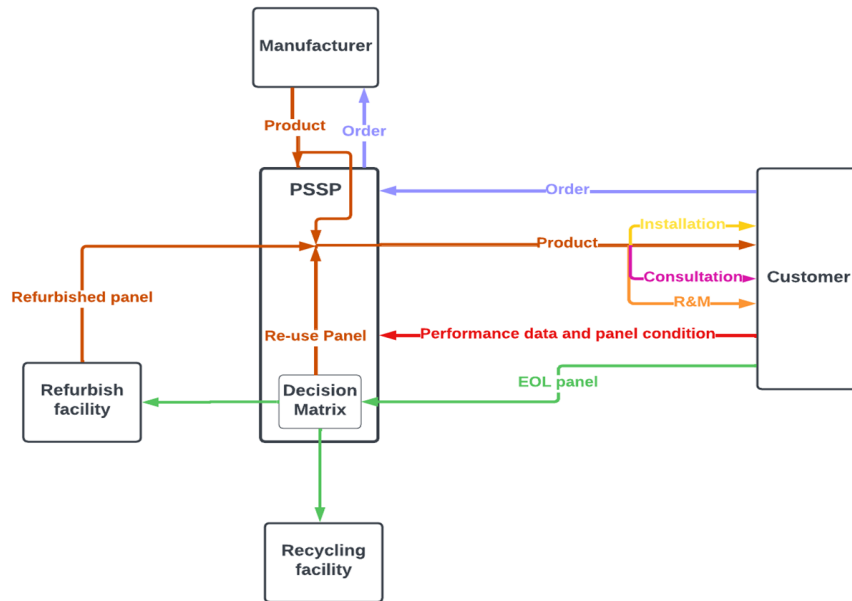 Manufacturer
Product
Order
PSSP
Order
Installation
Product
Consultation
Customer
Refurbished panel
R&M
Re-use Panel
Performance data and panel condition
EOL panel
Refurbish
facility
Decision
Matrix
Recycling
facility